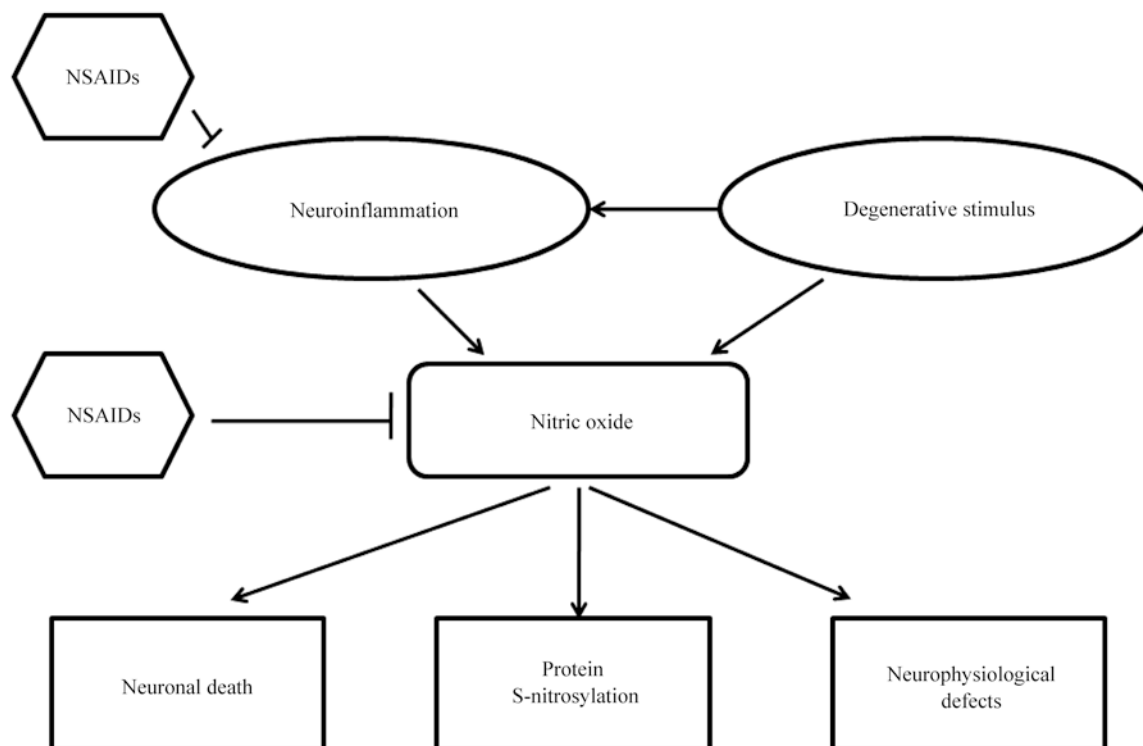 NSAIDs
Neuroinflammation
Degenerative stimulus
NSAIDs
Nitric oxide
Neuronal death
Protein
S-nitrosylation
Neurophysiological
defects